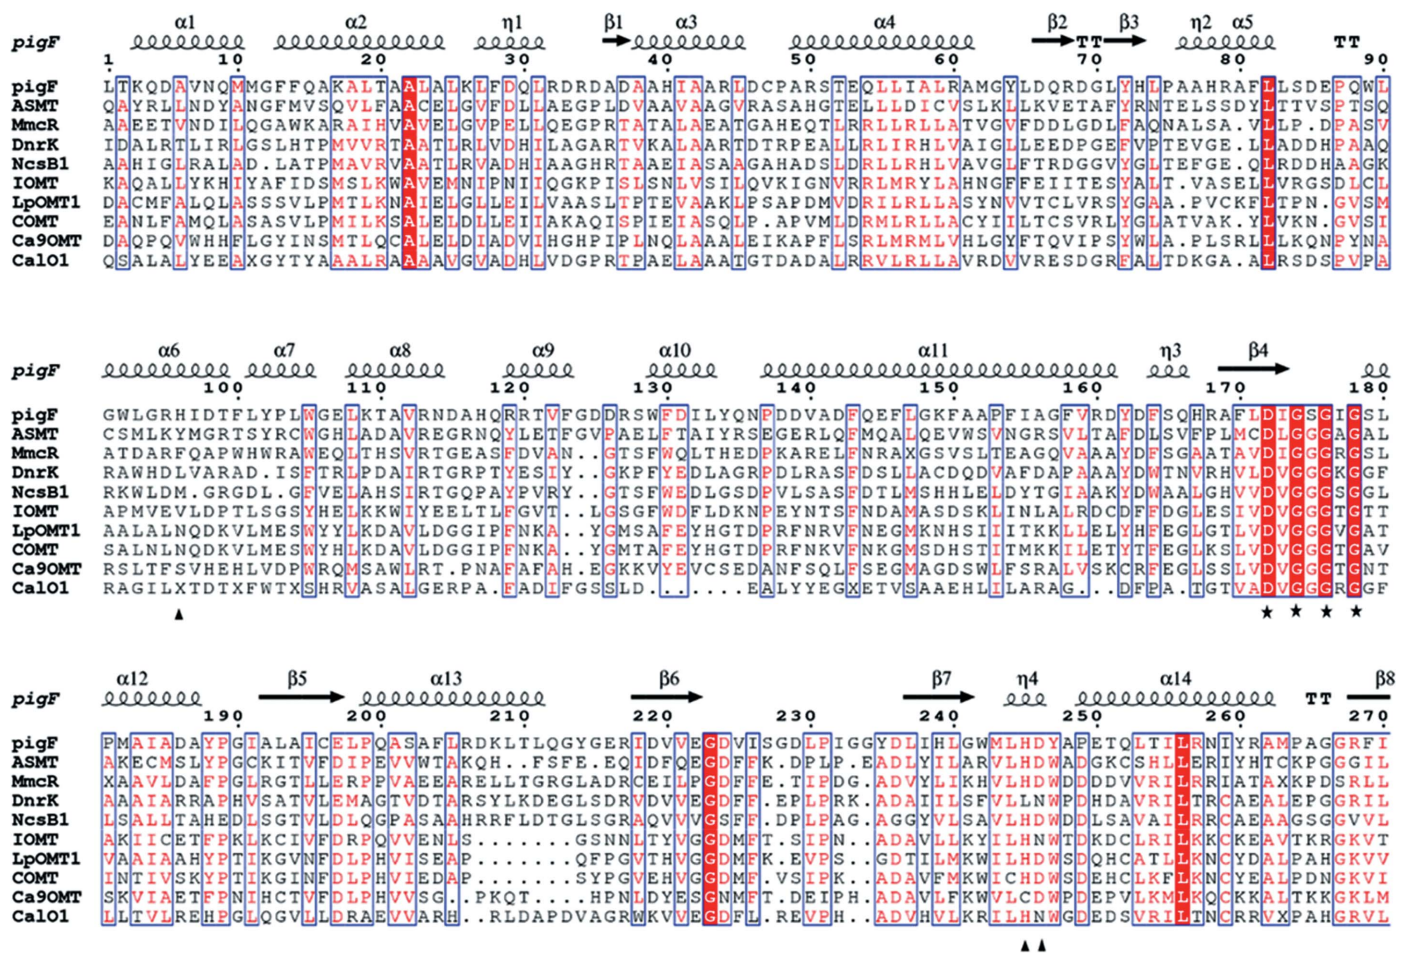 α1 α2 η1 β1 α3 α4 β2 β3 η2 α5
pigF TT TT
1 10 20 30 40 50 60 70 80 90
pigF LTKQDAVNQMMGFFQAKALTAALALKLFDQLRDRDADAAHIAARLDCPARSTEQLLIALRAMGYLDQRDGLYHLPAAHRAFLLSDEPQWL
ASMT QAYRLLNDYANGFMVSQVLFAACELGVFDLLAEAPGPLDVAAVAAGVRASAHGTELLLDICVSLKLLKVETAFYRNTELSSDYLTTVSPTSQ
MmcR AAEETVNDILQGAWKARAIHVAVELGVPELLQEGPRTATALAEATGAHEQTLRRLLRLLATVGVFDDLGDLFAQNALSA.VLLP.DPASV
DnrK IDALRTLIRLGSLHTPMVVRTAATLRLVDHILAGARTVKALAARTDTRPEALLRLIRHLVAIGLLEEDPGEFVPTEVGE.LLADDHPAAQ
NcsB1 AAHIGLRALAD.LATPMAVRVAATLRVADHIAAGHRTAAEIASAAGAHADSLDRLLRHLVAVGLFTRDGGVYGLTEFGE.QLRDDHAAGK
IOMT KAQALLYKHIYAFIDSMSLKWAVEMNIPNIIQGKPISLSNLVSILQVKIGNVRRLMRYLAHNGFFEIITESYALT.VASELLVRGSDLCL
LpOMT1 DACMFALQLASSSVLPMTLKNAIELGLLEILVAASLTPTEVAAKLPSAPDMVDRMLRLLASYNVVTCLVRSYGAA.PVCKFLTPN.GVSM
COMT EANLFAMQLASASVLPMILKSALELDLLEIIAKAQISPIEIASQLP.APVMLDRMLRLLACYIILTCSVRLYGLATVAK.YLVKN.GVSI
Ca9OMT DAQPQVWHHFLGYINSMTLQCALELDIADVIHGHPIPLNQLAAALEIKAPFLSRLMRMLVHLGYFTQVIPSYWLA.PLSRLLLKQNPYNA
CalO1 QSALALYEEAXGYTYAAALRAAAAVGVADHLVDGPRTPAELAAATGTDADALRRVLRLLAVRDVVRESDGRFALTDKGA.ALRSDSPVPA
α6 α7 α8 α9 α10 α11 η3 β4
pigF
100 110 120 130 140 150 160 170 180
pigF GWLGRHIDTFLYPLWGELKTAVRNDAHQRRTVFGDDRSWFDILYQNPDDVADFQEFLGKFAAPFIAGFVRDYDFSQHRAFLDIGSGIGSL
ASMT CSMLKYMGRTSYRCWGHLADAVREGRNQYLETFGVPAELFTAIYRSEGERLQFMQALQEVWSVNGRSVLTAFDLSVFPLMCDLGGGAGAL
MmcR ATDARFQAPWHWRAWEQLTHSVRTGEASFDVAN..GTSFWQLTHEDPKARELFNRAXGSVSLTEAGQVAAAYDFSGAATAVDIGGGRGSL
DnrK RAWHDLVARAD.ISFTRLPDAIRTGRPTYESIY..GKPFYEDLAGRPDLRASFDSLLACDQDVAFDAPAAAYDWTNVRHVLDVGGGKGGF
NcsB1 RKWLDM.GRGDL.GFVELAHSIRTGQPAYPVRY..GTSFWEDLGSDPVLSASFDTLMSHHLELDYTGIAAKYDWAALGHVVDVGGGSGGL
IOMT APMVEVLDPTLSGSYHELKKWIYEELTLFGVT..LGSGFWDFLDKNPEYNTSFNDAMASDSKLINLALRDCDFFDGLESIVDVGGGTGTT
LpOMT1 AALALNQDKVLMESWYYLKDAVLDGGIPFNKA..YGMSAFEYHGTDPRFNRVFNEGMKNHSIIITKKLLELYHFEGLGTLVDVGGGVGAT
COMT SALNLNQDKVLMESWYHLKDAVLDGGIPFNKA..YGMTAFEYHGTDPRFNKVFNKGMSDHSTITMKKILETYTFEGLKSLVDVGGGTGAV
Ca9OMT RSLTFSVHEHLVDPWRQMSAWLRT.PNAFAFAH.EGKKVYEVCSEDANFSQLFSEGMAGDSWLFSRALVSKCRFEGLSSLVDVGGGTGNT
CalO1 RAGILXTDTXFWTXSHRVASALGERPA.FADIFGSSLD.....EALYYEGXETVSAAEHLILARAG..DFPA.TGTVADVGGGRGGF
▲ ★ ★ ★ ★
α12 β5 α13 β6 β7 η4 α14 β8
pigF TT
190 200 210 220 230 240 250 260 270
pigF PMAIADAYPGIALAICELPQASAFLRDKLTLQGYGERIDVVEGDVISGDLPIGGYDLIHLGWMLHDYAPETQLTILRNIYRAMPAGGRFI
ASMT AKECMSLYPGCKITVFDIPEVVWTAKQH..FSFE.EQIDFQEGDFFK.DPLP.EADLYILARVLHDWADGKCSHLLERIYHTCKPGGGIL
MmcR XAAVLDAFPGLRGTLLERPPVAEEARELLTGRGLADRCEILPGDFFE.TIPDG.ADVYLIKHVLHDWDDDDVVRILRRIATAXKPDSRLL
DnrK AAAIARRAPHVSATVLEMAGTVDTARSYLKDEGLSDRVDVVEGDFF.EPLPRK.ADAIILSFVLLNWPDHDAVRILTRCAEALEPGGRIL
NcsB1 LSALLTAHEDLSGTVLDLQGPASAAHRRFLDTGLSGRAQVVVGSFF.DPLPAG.AGGYVLSAVLHDWDDLSAVAILRRCAEAAGSGGVVL
IOMT AKIICETFPKLKCIVFDRPQVVENLS.......GSNNLTYVGGDMFT.SIPN..ADAVLLKYILHNWTDKDCLRILKKCKEAVTKRGKVT
LpOMT1 VAAIAAHYPTIKGVNFDLPHVISEAP.......QFPGVTHVGGDMFK.EVPS..GDTILMKWILHDWSDQHCATLLKNCYDALPAHGKVV
COMT INTIVSKYPTIKGINFDLPHVIEDAP.......SYPGVEHVGGDMFV.SIPK..ADAVFMKWICHDWSDEHCLKFLKNCYEALPDNGKVI
Ca9OMT SKVIAETFPNIHCTVFDLPHVVSG..PKQT....HPNLDYESGNMFT.DEIPH.ADAVLFKWVLCDWPDEPVLKMLKQCKKALTKKGKLM
CalO1 LLTVLREHPGLQGVLLDRAEVVARH..RLDAPDVAGRWKVVEGDFL.REVPH..ADVHVLKRILHNWGDEDSVRILTNCRRVXPAHGRVL
▲ ▲